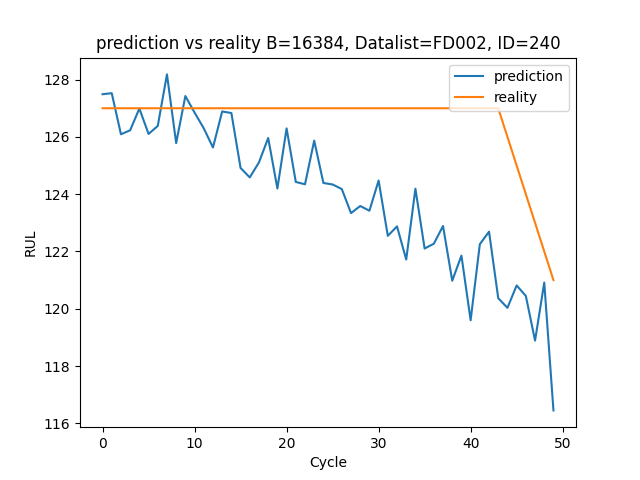 prediction vs reality B=16384, Datalist=FD002, ID=240
prediction
reality
128
126
124
122
120
118
116
RUL
0 10 20 30 40 50
Cycle